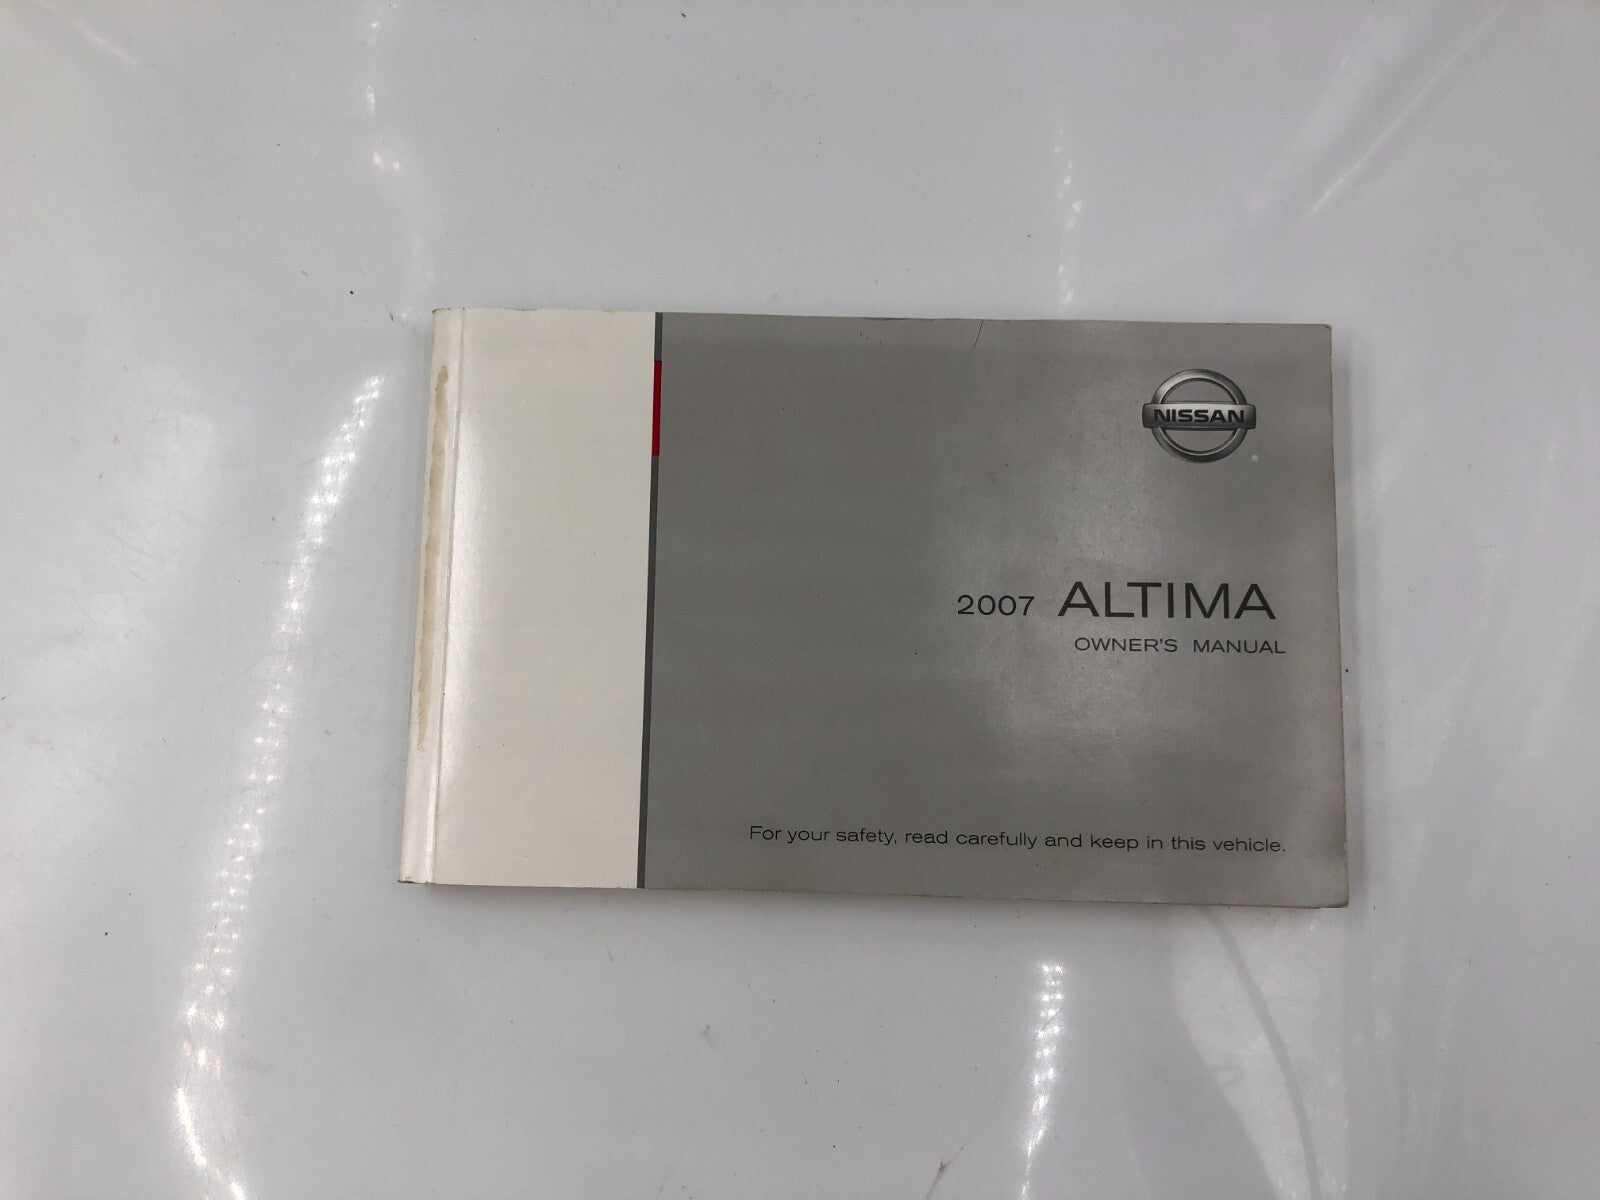 NISSAN
®
2007 ALTIMA
OWNER'S MANUAL
For your safety, read carefully and keep in this vehicle.